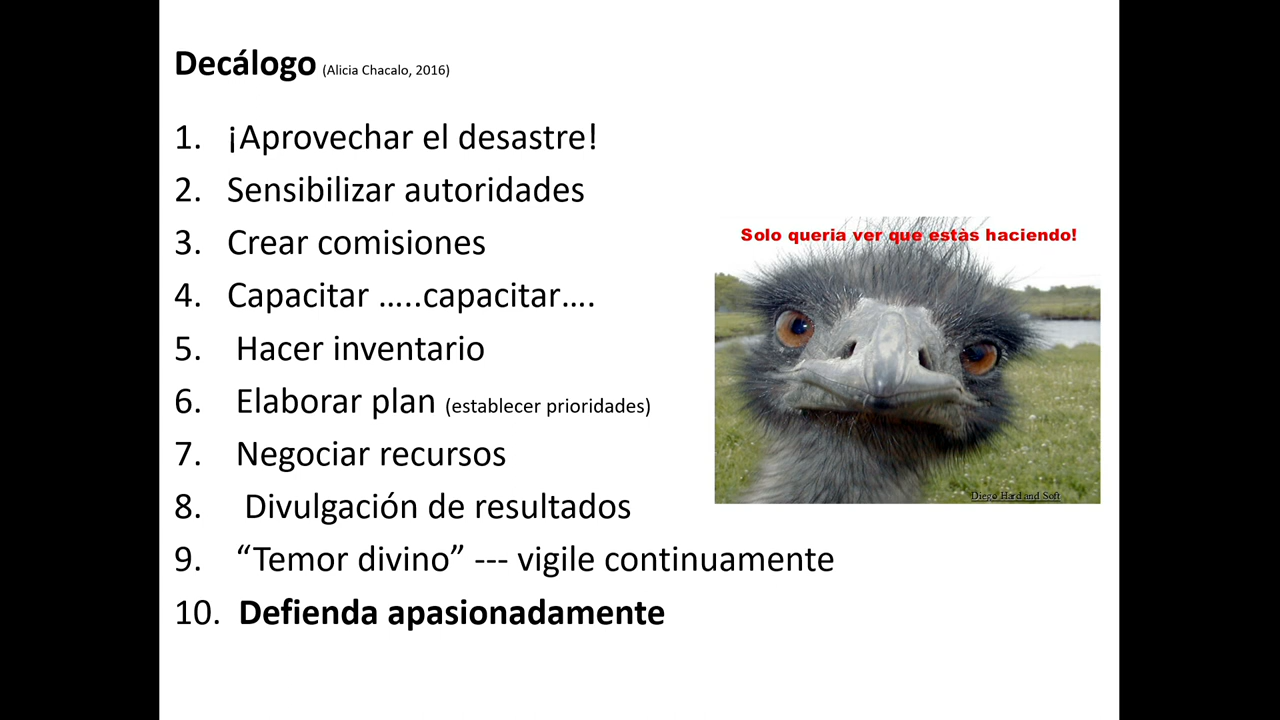 Decálogo (Alicia Chacalo, 2016)
1. ¡Aprovechar el desastre!
2. Sensibilizar autoridades
3. Crear comisiones
4. Capacitar …..capacitar….
5. Hacer inventario
6. Elaborar plan (establecer prioridades)
7. Negociar recursos
8. Divulgación de resultados
9. “Temor divino” --- vigile continuamente
10. Defienda apasionadamente
Solo queria ver que estàs haciendo!
Diego Hard and Soft